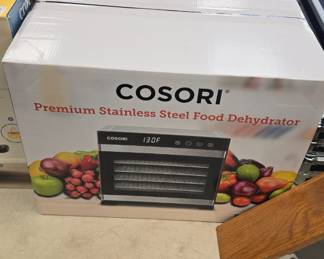 COSORI®
Premium Stainless Steel Food Dehydrator
COSORI
130F